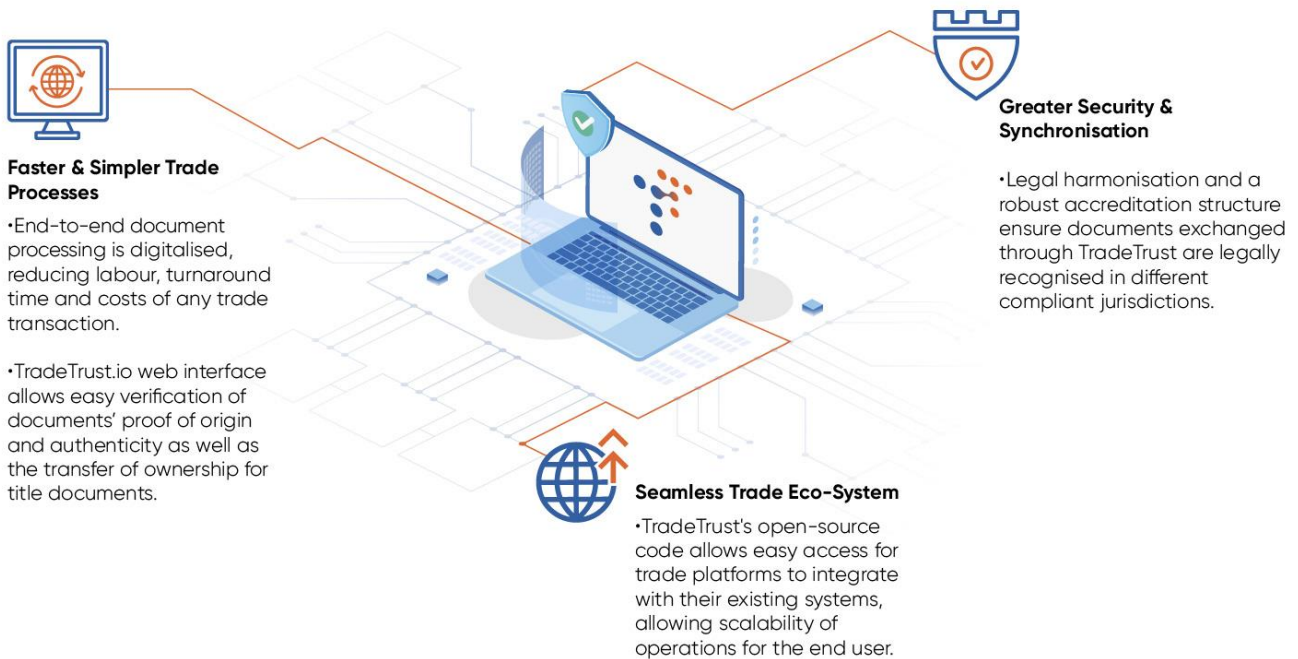 Faster & Simpler Trade
Processes
•End-to-end document
processing is digitalised,
reducing labour, turnaround
time and costs of any trade
transaction.
•TradeTrust.io web interface
allows easy verification of
documents’ proof of origin
and authenticity as well as
the transfer of ownership for
title documents.
Greater Security &
Synchronisation
•Legal harmonisation and a
robust accreditation structure
ensure documents exchanged
through TradeTrust are legally
recognised in different
compliant jurisdictions.
Seamless Trade Eco-System
•TradeTrust's open-source
code allows easy access for
trade platforms to integrate
with their existing systems,
allowing scalability of
operations for the end user.